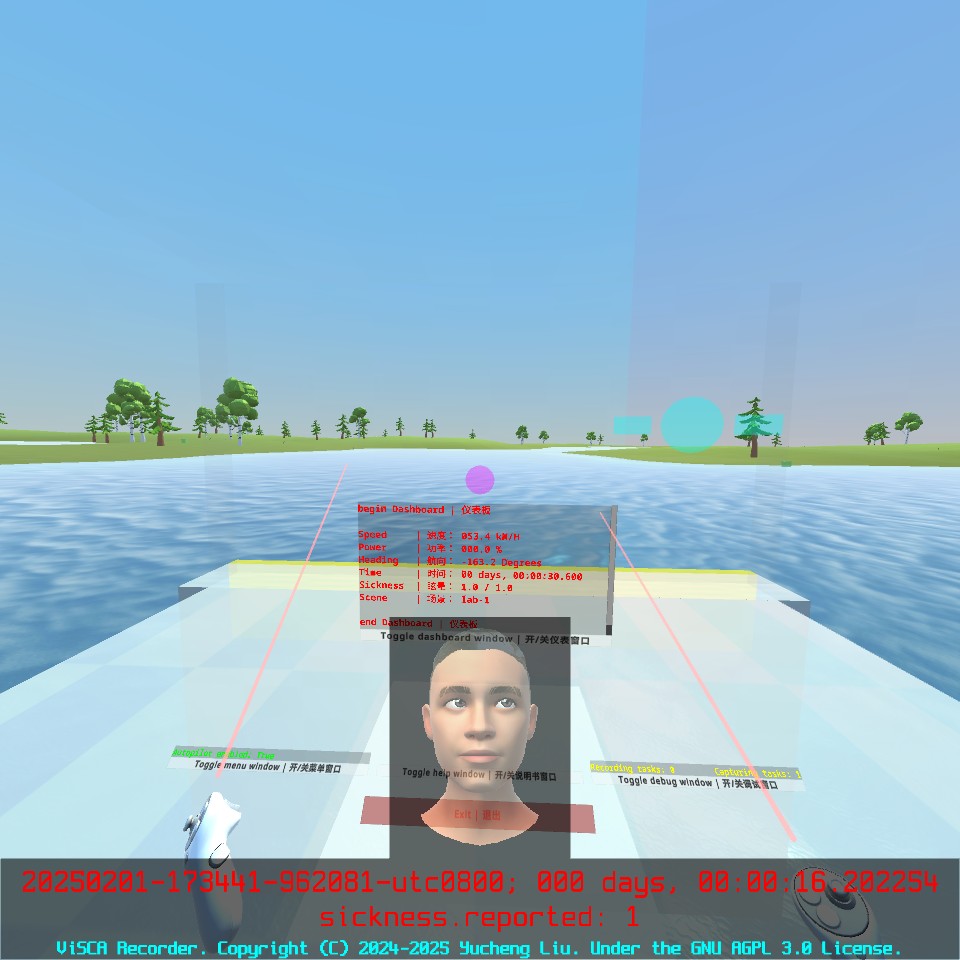 begin Dashboard | 仪表板
Speed | 速度: 053.4 kM/H
Power | 功率: 000.0 %
Heading | 航向: -163.2 Degrees
Time | 时间: 00 days, 00:00:30.600
Sickness | 眩晕: 1.0 / 1.0
Scene | 场景: lab-1
end Dashboard | 仪表板
Toggle dashboard window | 开/关仪表窗口
Autopilot enabled: True
Toggle menu window | 开/关菜单窗口
Toggle help window | 开/关说明书窗口
Recording tasks: 0 Capturing tasks: 1
Toggle debug window | 开/关调试窗口
Exit | 退出
20250201-173441-962081-utc0800; 000 days, 00:00:16.202254
sickness.reported: 1
ViSCA Recorder. Copyright (C) 2024-2025 Yucheng Liu. Under the GNU AGPL 3.0 License.